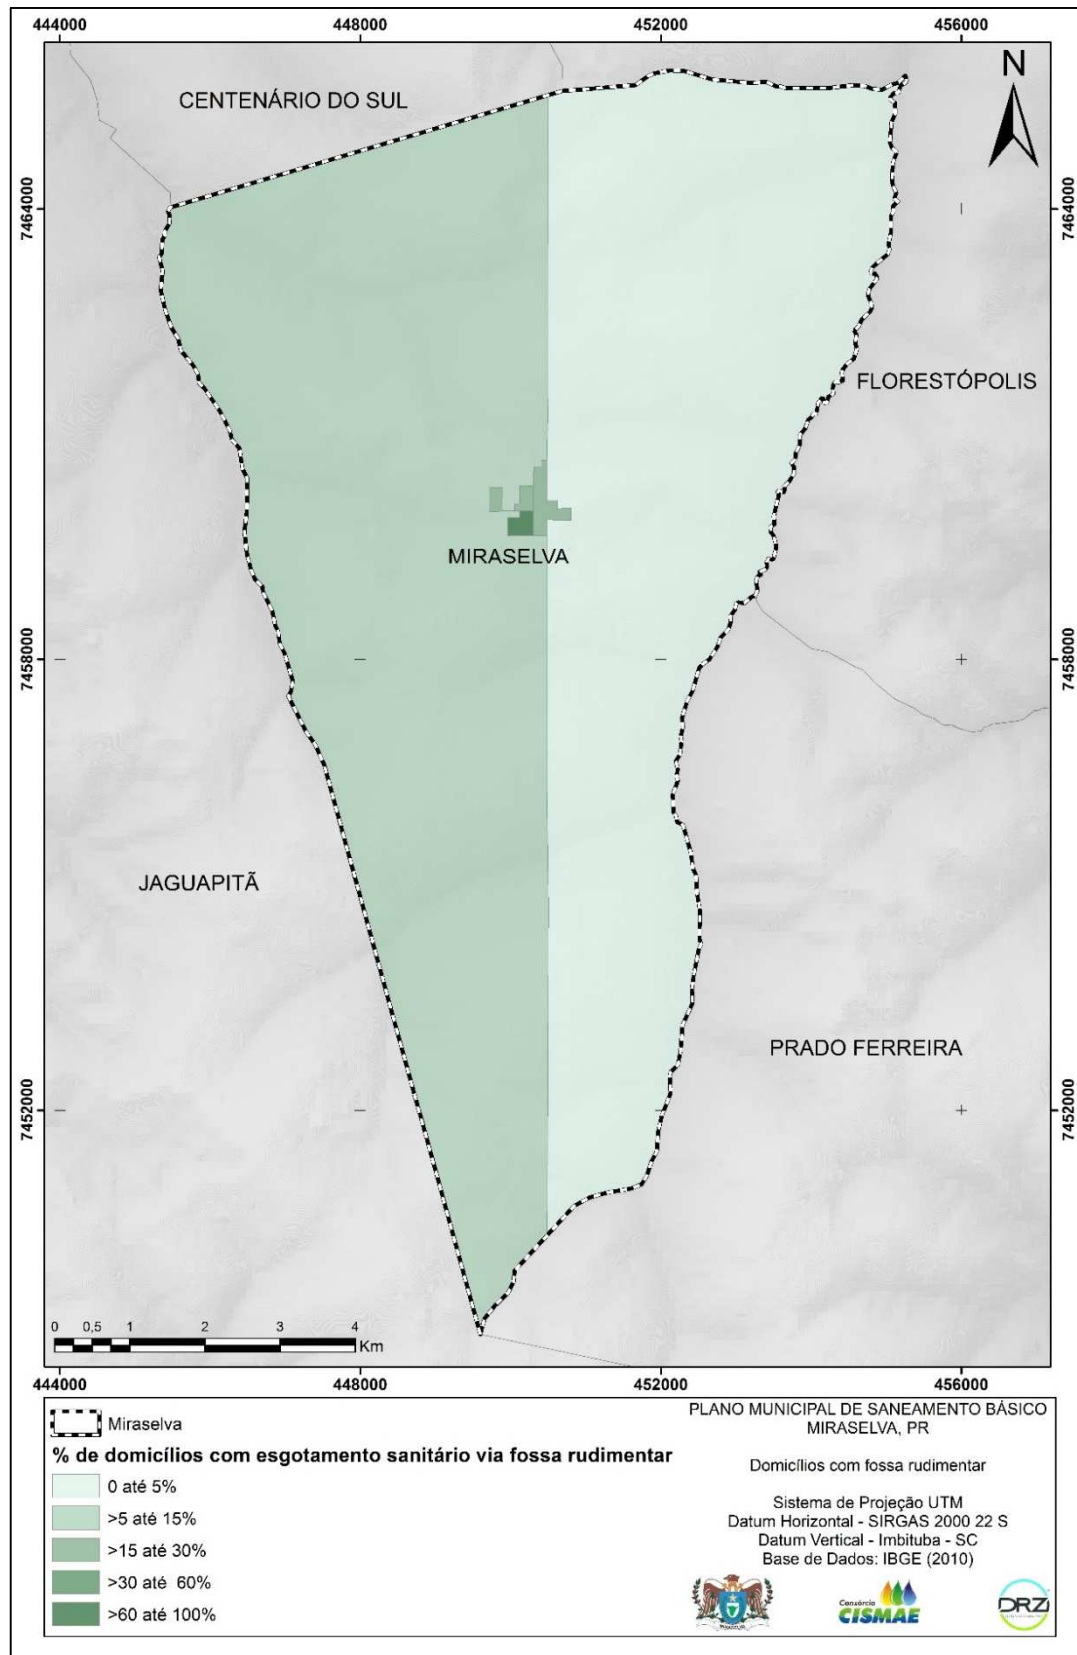 444000
448000
452000
456000
CENTENÁRIO DO SUL
N
7464000
7464000
FLORESTÓPOLIS
MIRASELVA
7458000
7458000
JAGUAPITÃ
PRADO FERREIRA
7452000
7452000
0 0,5 1 2 3 4
Km
444000
448000
452000
456000
Miraselva
% de domicílios com esgotamento sanitário via fossa rudimentar
0 até 5%
>5 até 15%
>15 até 30%
>30 até 60%
>60 até 100%
PLANO MUNICIPAL DE SANEAMENTO BÁSICO
MIRASELVA, PR
Domicílios com fossa rudimentar
Sistema de Projeção UTM
Datum Horizontal - SIRGAS 2000 22 S
Datum Vertical - Imbituba - SC
Base de Dados: IBGE (2010)
Consórcio
CISMAE
DRZ